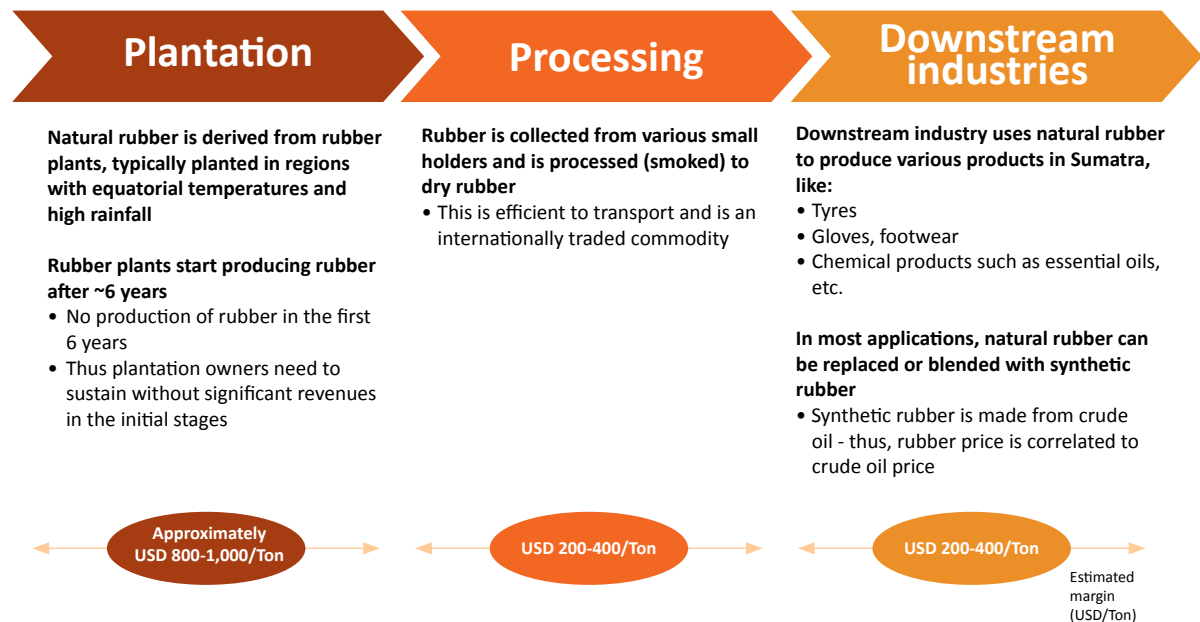 Plantation
Processing
Downstream
industries
Natural rubber is derived from rubber
plants, typically planted in regions
with equatorial temperatures and
high rainfall
Rubber plants start producing rubber
after ~6 years
• No production of rubber in the first
6 years
• Thus plantation owners need to
sustain without significant revenues
in the initial stages
Rubber is collected from various small
holders and is processed (smoked) to
dry rubber
• This is efficient to transport and is an
internationally traded commodity
Downstream industry uses natural rubber
to produce various products in Sumatra,
like:
• Tyres
• Gloves, footwear
• Chemical products such as essential oils,
etc.
In most applications, natural rubber can
be replaced or blended with synthetic
rubber
• Synthetic rubber is made from crude
oil - thus, rubber price is correlated to
crude oil price
Approximately
USD 800-1,000/Ton
USD 200-400/Ton
USD 200-400/Ton
Estimated
margin
(USD/Ton)